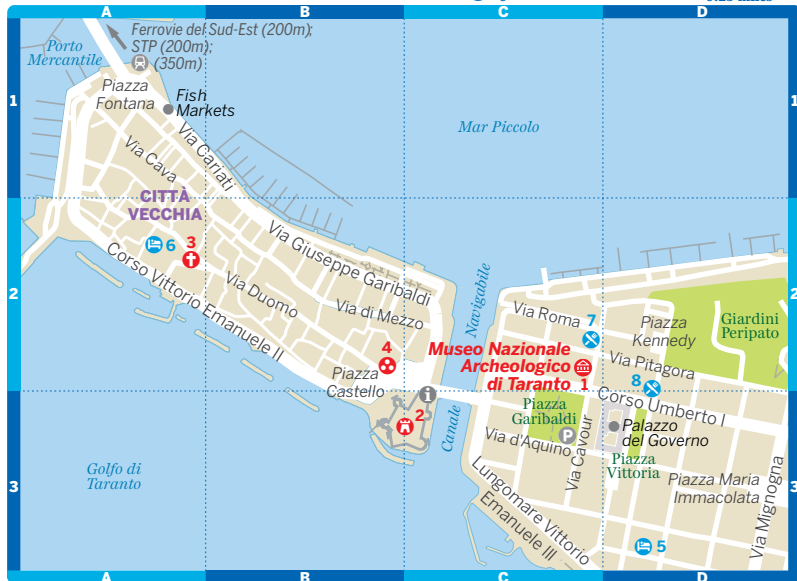 A
B
C
D
Ferrovie del Sud-Est (200m);
STP (200m);
(350m)
Porto
Mercantile
Piazza
Fontana
1
1
Fish
Markets
Mar Piccolo
Via Cariati
Via Cava
CITTÀ
VECCHIA
6
3
Via Giuseppe Garibaldi
Corso Vittorio Emanuele II
Via Duomo
Via di Mezzo
2
2
Navigabile
Canale
Via Roma
7
Piazza
Kennedy
Giardini
Peripato
4
Museo Nazionale
Archeologico
di Taranto
1
Via Pitagora
8
Piazza
Castello
i
2
Corso Umberto I
Piazza
Garibaldi
P
Palazzo
del Governo
Via d'Aquino
Via Cavour
Piazza
Vittoria
Golfo di
Taranto
3
3
Piazza Maria
Immacolata
Lungomare Vittorio
Emanuele III
Via Mignogna
5
A
B
C
D